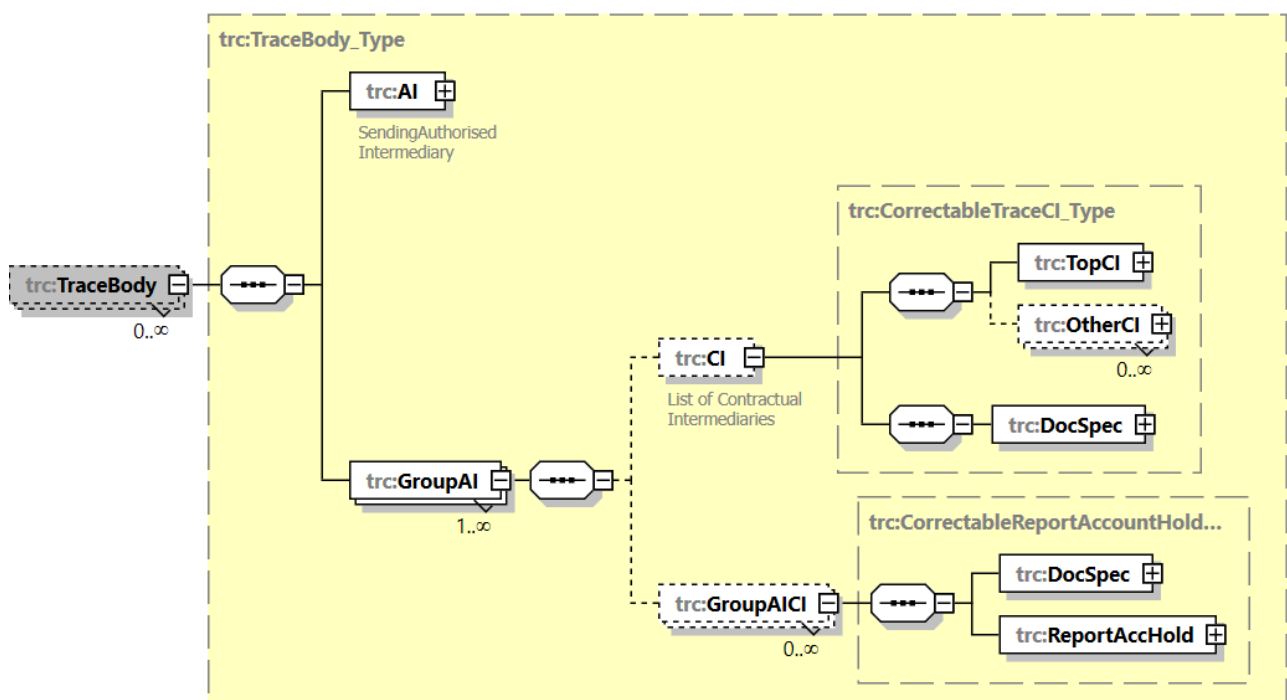 trc:TraceBody_Type
trc:AI
SendingAuthorised
Intermediary
trc:CorrectableTraceCI_Type
trc:TopCI
trc:TraceBody
0..∞
trc:OtherCI
0..∞
trc:CI
List of Contractual
Intermediaries
trc:DocSpec
trc:GroupAI
1..∞
trc:CorrectableReportAccountHold...
trc:DocSpec
trc:GroupAICI
0..∞
trc:ReportAccHold